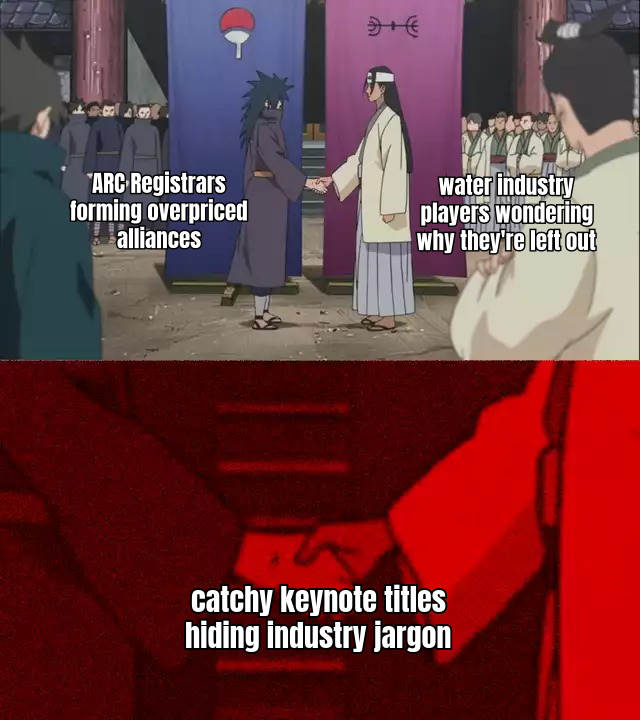 ARC Registrars
forming overpriced
alliances
water industry
players wondering
why they're left out
catchy keynote titles
hiding industry jargon